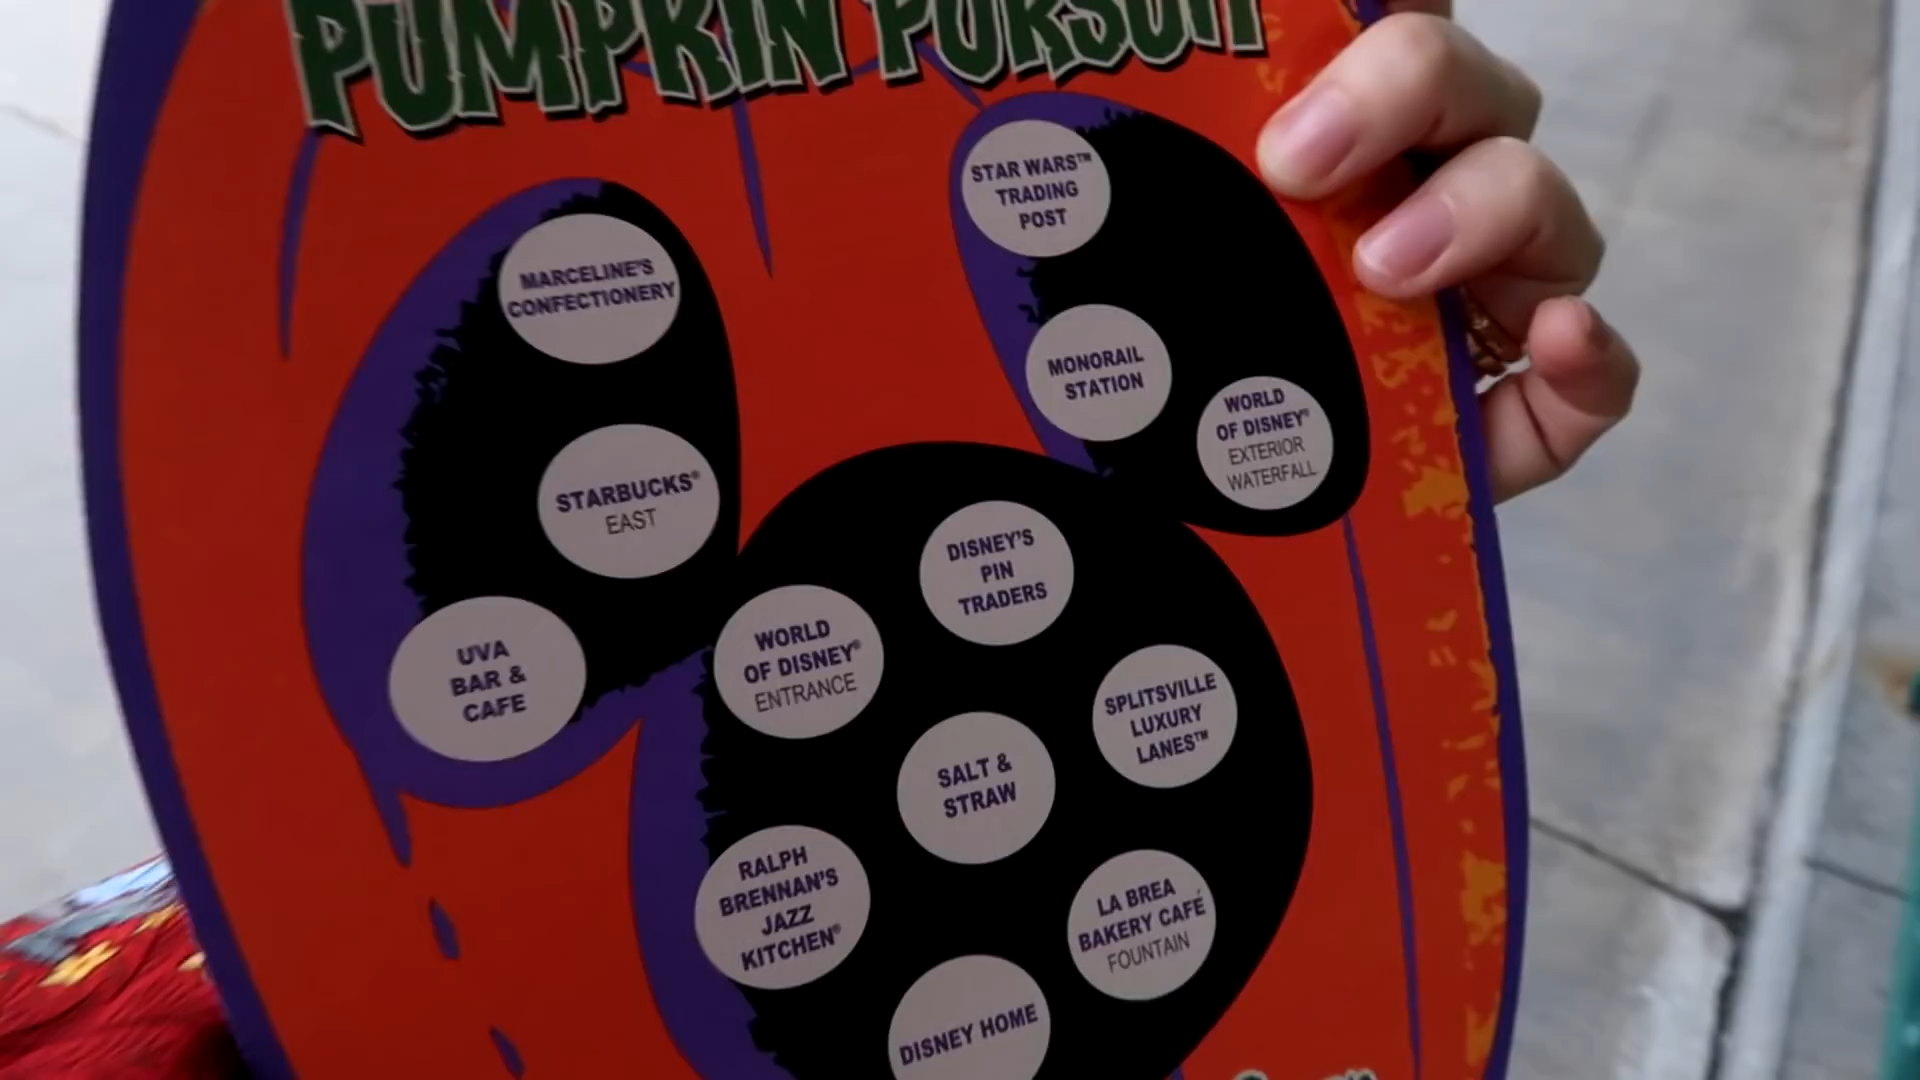 PUMPKIN PURSUIT
STAR WARS™
TRADING
POST
MARCELINE'S
CONFECTIONERY
MONORAIL
STATION
WORLD
OF DISNEY®
EXTERIOR
WATERFALL
STARBUCKS®
EAST
DISNEY'S
PIN
TRADERS
UVA
BAR &
CAFE
WORLD
OF DISNEY®
ENTRANCE
SPLITSVILLE
LUXURY
LANES™
SALT &
STRAW
RALPH
BRENNAN'S
JAZZ
KITCHEN®
LA BREA
BAKERY CAFÉ
FOUNTAIN
DISNEY HOME